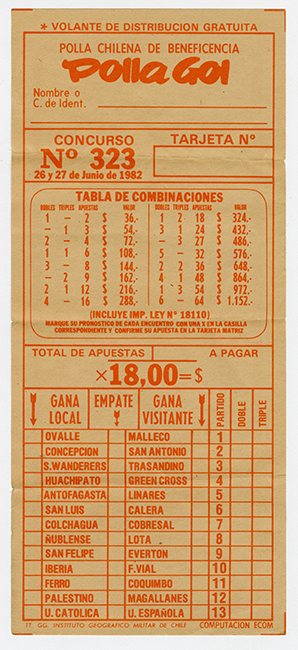 * VOLANTE DE DISTRIBUCION GRATUITA
POLLA CHILENA DE BENEFICENCIA
Polla Gol
Nombre o
C. de Ident.
CONCURSO
Nº 323
26 y 27 de Junio de 1982
TARJETA Nº
TABLA DE COMBINACIONES
DOBLES TRIPLES APUESTAS VALOR DOBLES TRIPLES APUESTAS VALOR
1 — 2 $ 36,- 1 2 18 $ 324.-
— 1 3 $ 54,- 3 1 24 $ 432,-
2 — 4 $ 72,- — 3 27 $ 486,-
1 1 6 $ 108,- 5 — 32 $ 576,-
3 — 8 $ 144,- 2 2 36 $ 648,-
— 2 9 $ 162,- 4 1 48 $ 864,-
2 1 12 $ 216,- 1 3 54 $ 972,-
4 — 16 $ 288,- 6 — 64 $ 1.152.-
(INCLUYE IMP. LEY Nº 18110)
MARQUE SU PRONOSTICO DE CADA ENCUENTRO CON UNA X EN LA CASILLA
CORRESPONDIENTE Y CONFIRME SU APUESTA EN LA TARJETA MATRIZ
TOTAL DE APUESTAS A PAGAR
×18,00=$
GANA LOCAL EMPATE GANA VISITANTE PARTIDO DOBLE TRIPLE
OVALLE MALLECO 1
CONCEPCION SAN ANTONIO 2
S.WANDERERS TRASANDINO 3
HUACHIPATO GREEN CROSS 4
ANTOFAGASTA LINARES 5
SAN LUIS CALERA 6
COLCHAGUA COBRESAL 7
ÑUBLENSE LOTA 8
SAN FELIPE EVERTON 9
IBERIA F.VIAL 10
FERRO COQUIMBO 11
PALESTINO MAGALLANES 12
U. CATOLICA U. ESPAÑOLA 13
TT. GG. INSTITUTO GEOGRAFICO MILITAR DE CHILE COMPUTACION ECOM